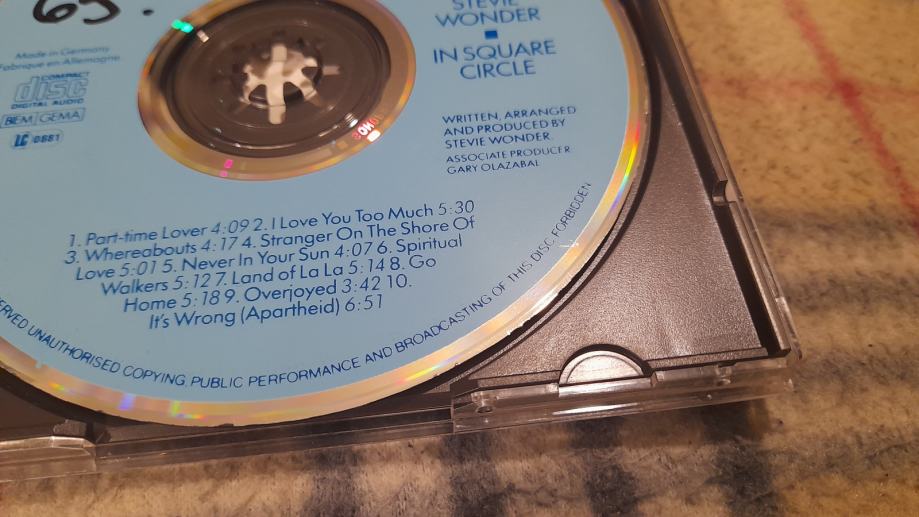 65.
STEVIE
WONDER
IN SQUARE
CIRCLE
Made in Germany
Fabrique en Allemagne
COMPACT
disc
DIGITAL AUDIO
BIEM GEMA
LC 0881
WRITTEN, ARRANGED
AND PRODUCED BY
STEVIE WONDER.
ASSOCIATE PRODUCER
GARY OLAZABAL
1. Part-time Lover 4:09 2. I Love You Too Much 5:30
3. Whereabouts 4:17 4. Stranger On The Shore Of
Love 5:01 5. Never In Your Sun 4:07 6. Spiritual
Walkers 5:12 7. Land of La La 5:14 8. Go
Home 5:18 9. Overjoyed 3:42 10.
It's Wrong (Apartheid) 6:51
UNAUTHORISED COPYING, PUBLIC PERFORMANCE AND BROADCASTING OF THIS DISC FORBIDDEN